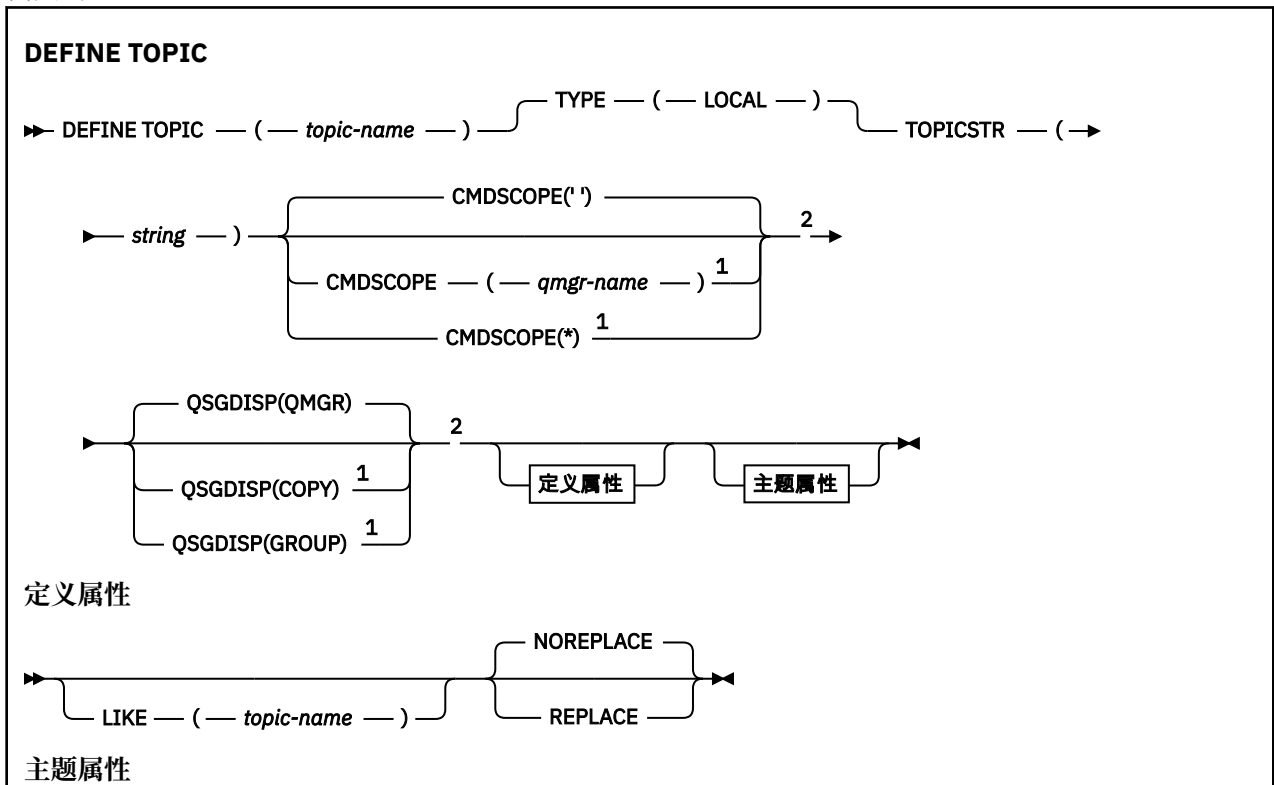 DEFINE TOPIC
TYPE ( LOCAL )
DEFINE TOPIC ( topic-name ) TOPICSTR (
CMDSCOPE(' ')
string ) 2
CMDSCOPE ( qmgr-name ) 1
CMDSCOPE(*) 1
QSGDISP(QMGR)
2
QSGDISP(COPY) 1 定义属性 主题属性
QSGDISP(GROUP) 1
定义属性
NOREPLACE
LIKE ( topic-name ) REPLACE
主题属性